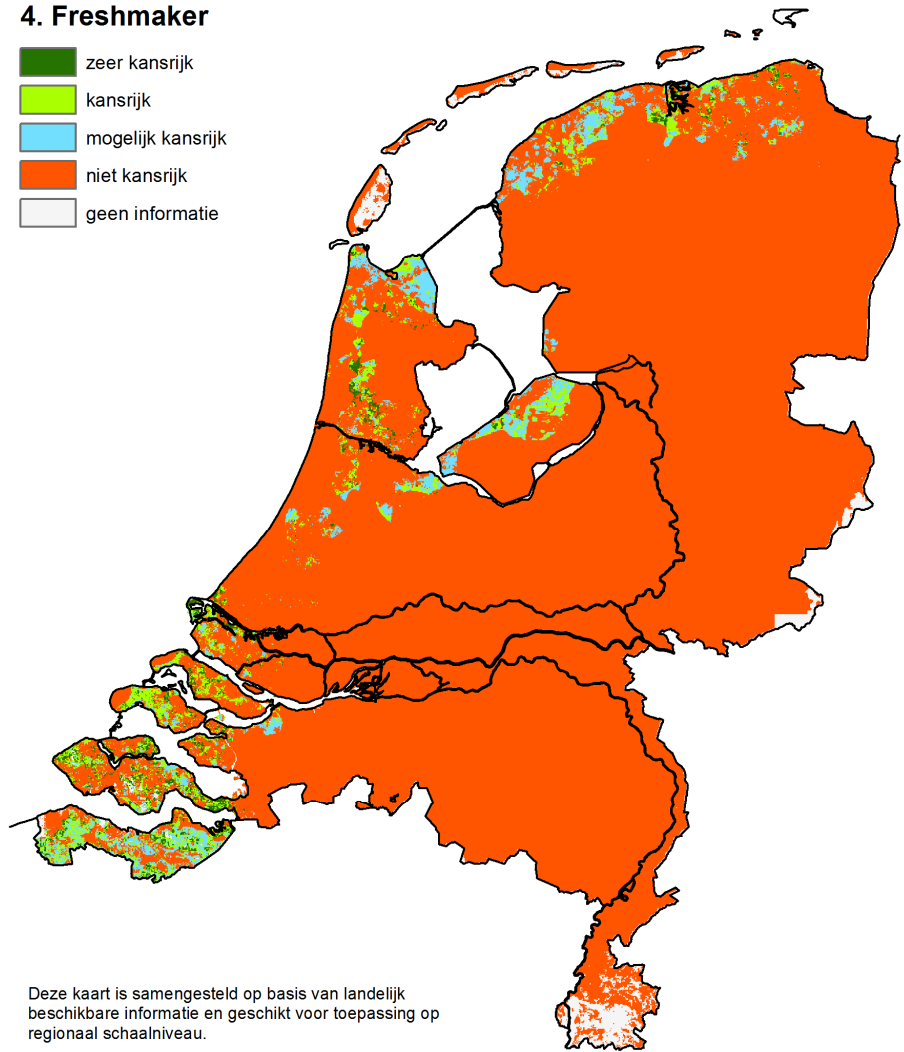 4. Freshmaker
zeer kansrijk
kansrijk
mogelijk kansrijk
niet kansrijk
geen informatie
Deze kaart is samengesteld op basis van landelijk
beschikbare informatie en geschikt voor toepassing op
regionaal schaalniveau.